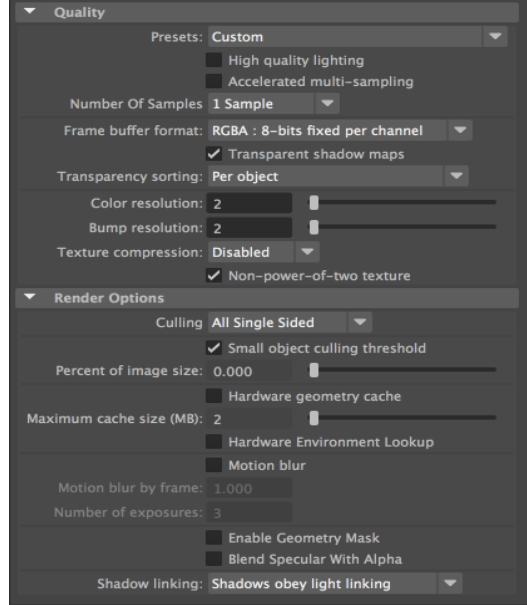 Quality
Presets: Custom
High quality lighting
Accelerated multi-sampling
Number Of Samples 1 Sample
Frame buffer format: RGBA : 8-bits fixed per channel
Transparent shadow maps
Transparency sorting: Per object
Color resolution: 2
Bump resolution: 2
Texture compression: Disabled
Non-power-of-two texture
Render Options
Culling All Single Sided
Small object culling threshold
Percent of image size: 0.000
Hardware geometry cache
Maximum cache size (MB): 2
Hardware Environment Lookup
Motion blur
Motion blur by frame: 1.000
Number of exposures: 3
Enable Geometry Mask
Blend Specular With Alpha
Shadow linking: Shadows obey light linking